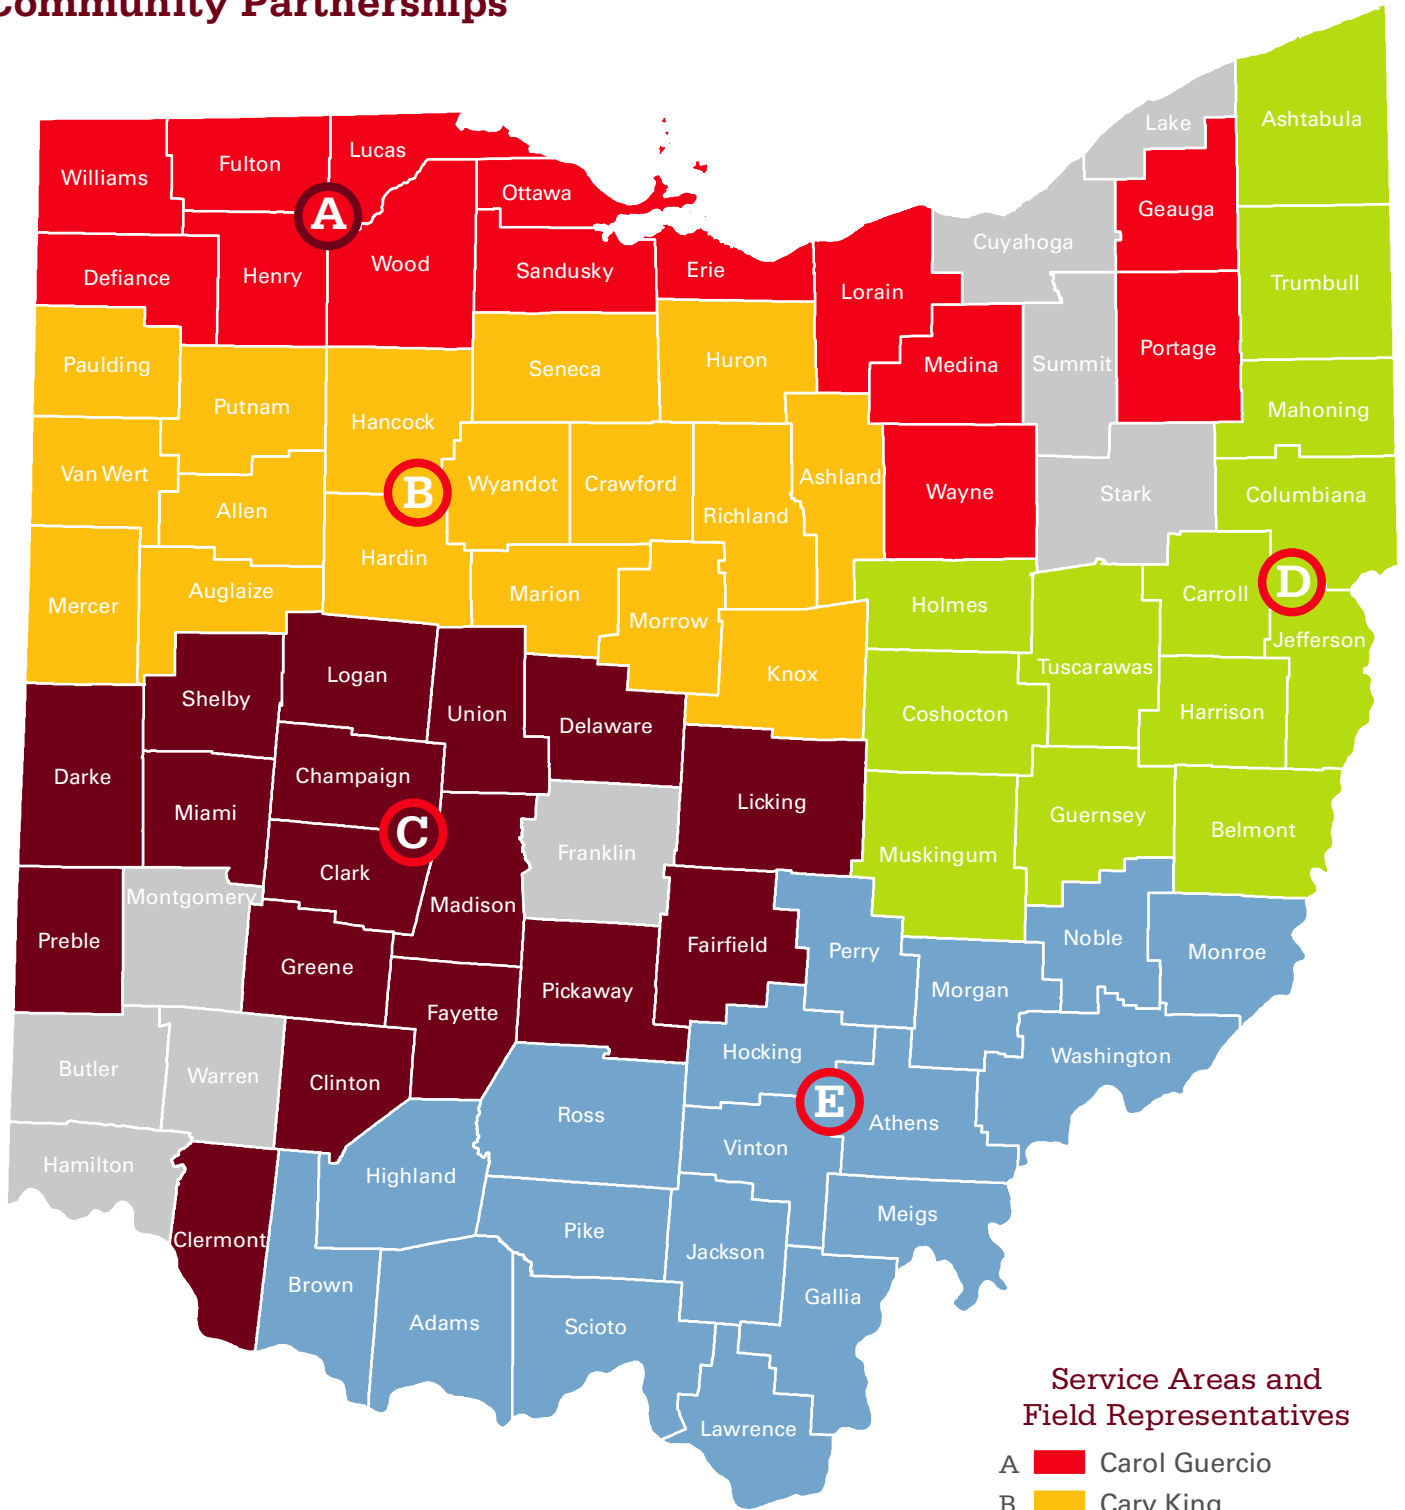 Community Partnerships
Ashtabula
Lake
Lucas
Fulton
Williams
Ottawa
Geauga
A
Cuyahoga
Wood
Sandusky
Erie
Henry
Defiance
Trumbull
Lorain
Portage
Huron
Summit
Medina
Paulding
Seneca
Putnam
Mahoning
Hancock
Van Wert
Ashland
Wyandot
Crawford
B
Wayne
Stark
Columbiana
Allen
Richland
Hardin
D
Auglaize
Marion
Carroll
Mercer
Holmes
Morrow
Jefferson
Tuscarawas
Logan
Knox
Shelby
Union
Coshocton
Harrison
Delaware
Darke
Champaign
Licking
Miami
Guernsey
Belmont
C
Franklin
Muskingum
Clark
Montgomery
Madison
Preble
Fairfield
Noble
Perry
Monroe
Greene
Pickaway
Morgan
Fayette
Hocking
Washington
Butler
Warren
Clinton
E
Ross
Athens
Vinton
Hamilton
Highland
Meigs
Pike
Clermont
Jackson
Brown
Gallia
Adams
Scioto
Lawrence
Service Areas and
Field Representatives
A Carol Guercio
B Cary King